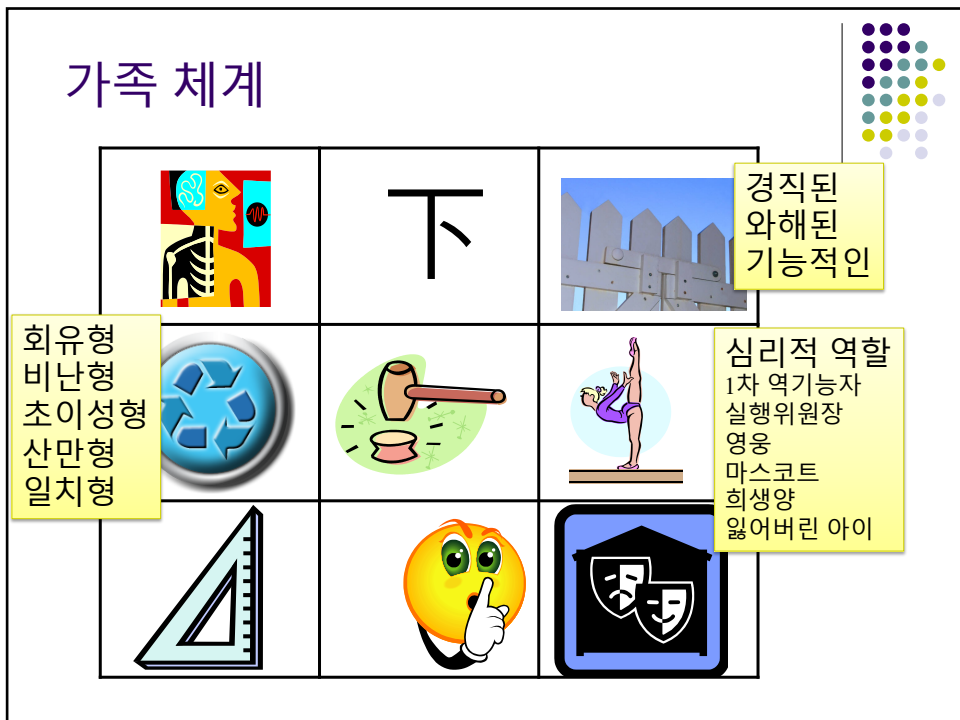 가족 체계
下
경직된
와해된
기능적인
회유형
비난형
초이성형
산만형
일치형
심리적 역할
1차 역기능자
실행위원장
영웅
마스코트
희생양
잃어버린 아이